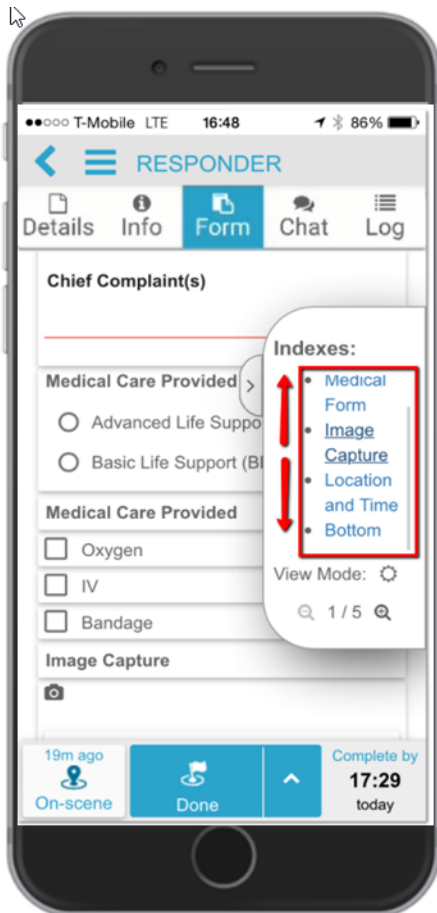 T-Mobile LTE 16:48 86%
RESPONDER
Details Info Form Chat Log
Chief Complaint(s)
Indexes:
Medical
Form
Image
Capture
Location
and Time
Bottom
View Mode:
1 / 5
Medical Care Provided
Advanced Life Suppo
Basic Life Support (Bl
Medical Care Provided
Oxygen
IV
Bandage
Image Capture
19m ago
On-scene
Done
Complete by
17:29
today